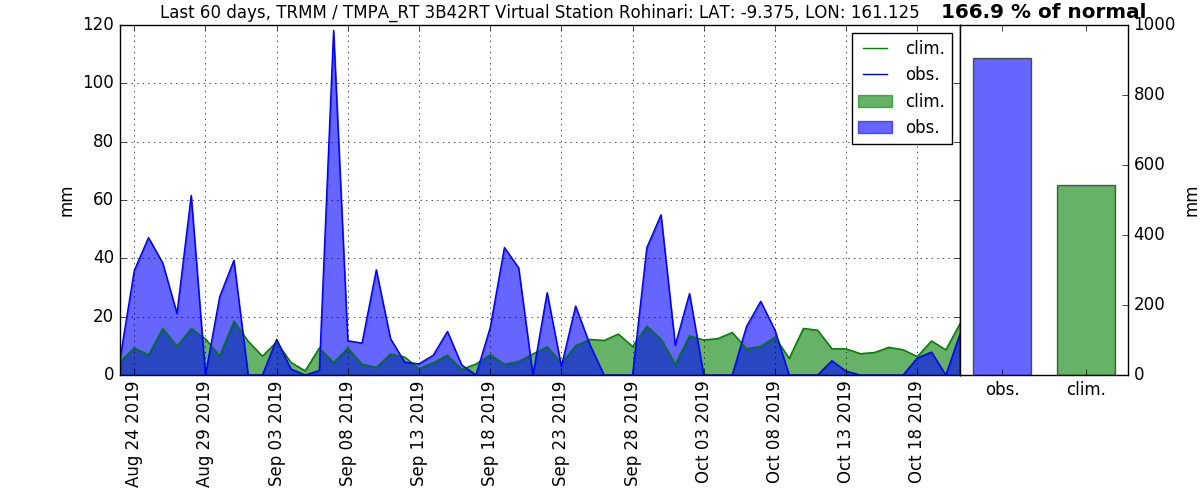 Last 60 days, TRMM / TMPA_RT 3B42RT Virtual Station Rohinari: LAT: -9.375, LON: 161.125
166.9 % of normal
120
100
80
60
40
20
0
mm
clim.
obs.
clim.
obs.
Aug 24 2019
Aug 29 2019
Sep 03 2019
Sep 08 2019
Sep 13 2019
Sep 18 2019
Sep 23 2019
Sep 28 2019
Oct 03 2019
Oct 08 2019
Oct 13 2019
Oct 18 2019
1000
800
600
400
200
0
mm
obs.
clim.